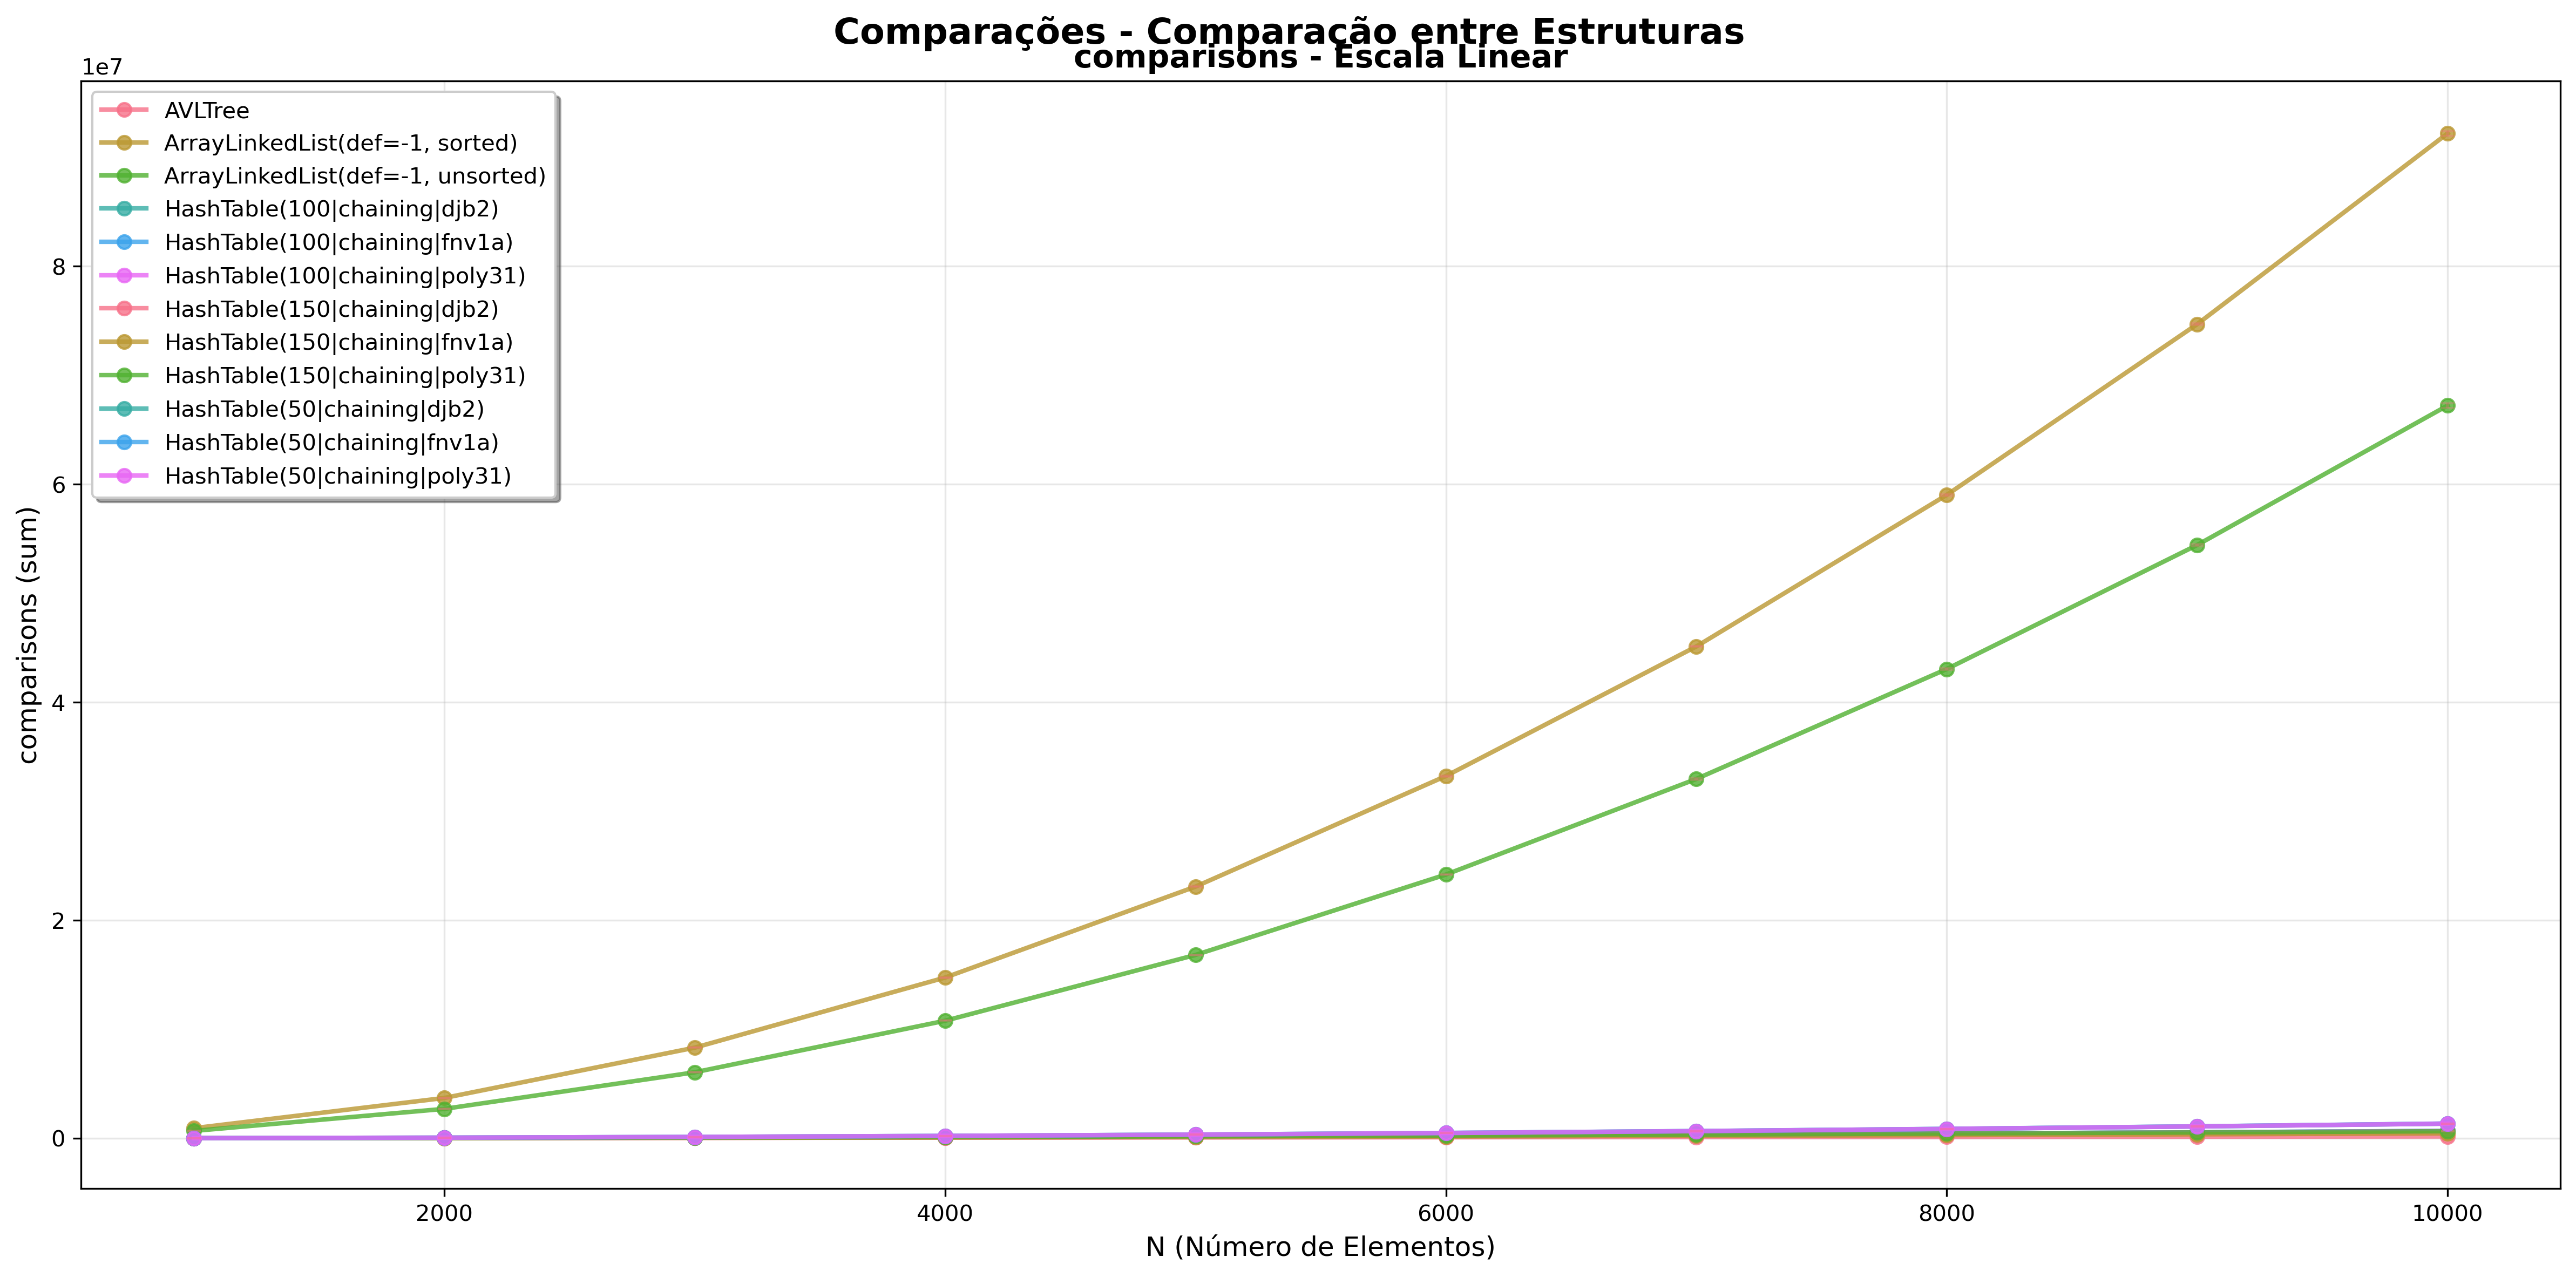 Comparações - Comparação entre Estruturas
comparisons - Escala Linear
1e7
AVLTree
ArrayLinkedList(def=-1, sorted)
ArrayLinkedList(def=-1, unsorted)
HashTable(100|chaining|djb2)
HashTable(100|chaining|fnv1a)
HashTable(100|chaining|poly31)
HashTable(150|chaining|djb2)
HashTable(150|chaining|fnv1a)
HashTable(150|chaining|poly31)
HashTable(50|chaining|djb2)
HashTable(50|chaining|fnv1a)
HashTable(50|chaining|poly31)
comparisons (sum)
8
6
4
2
0
2000 4000 6000 8000 10000
N (Número de Elementos)